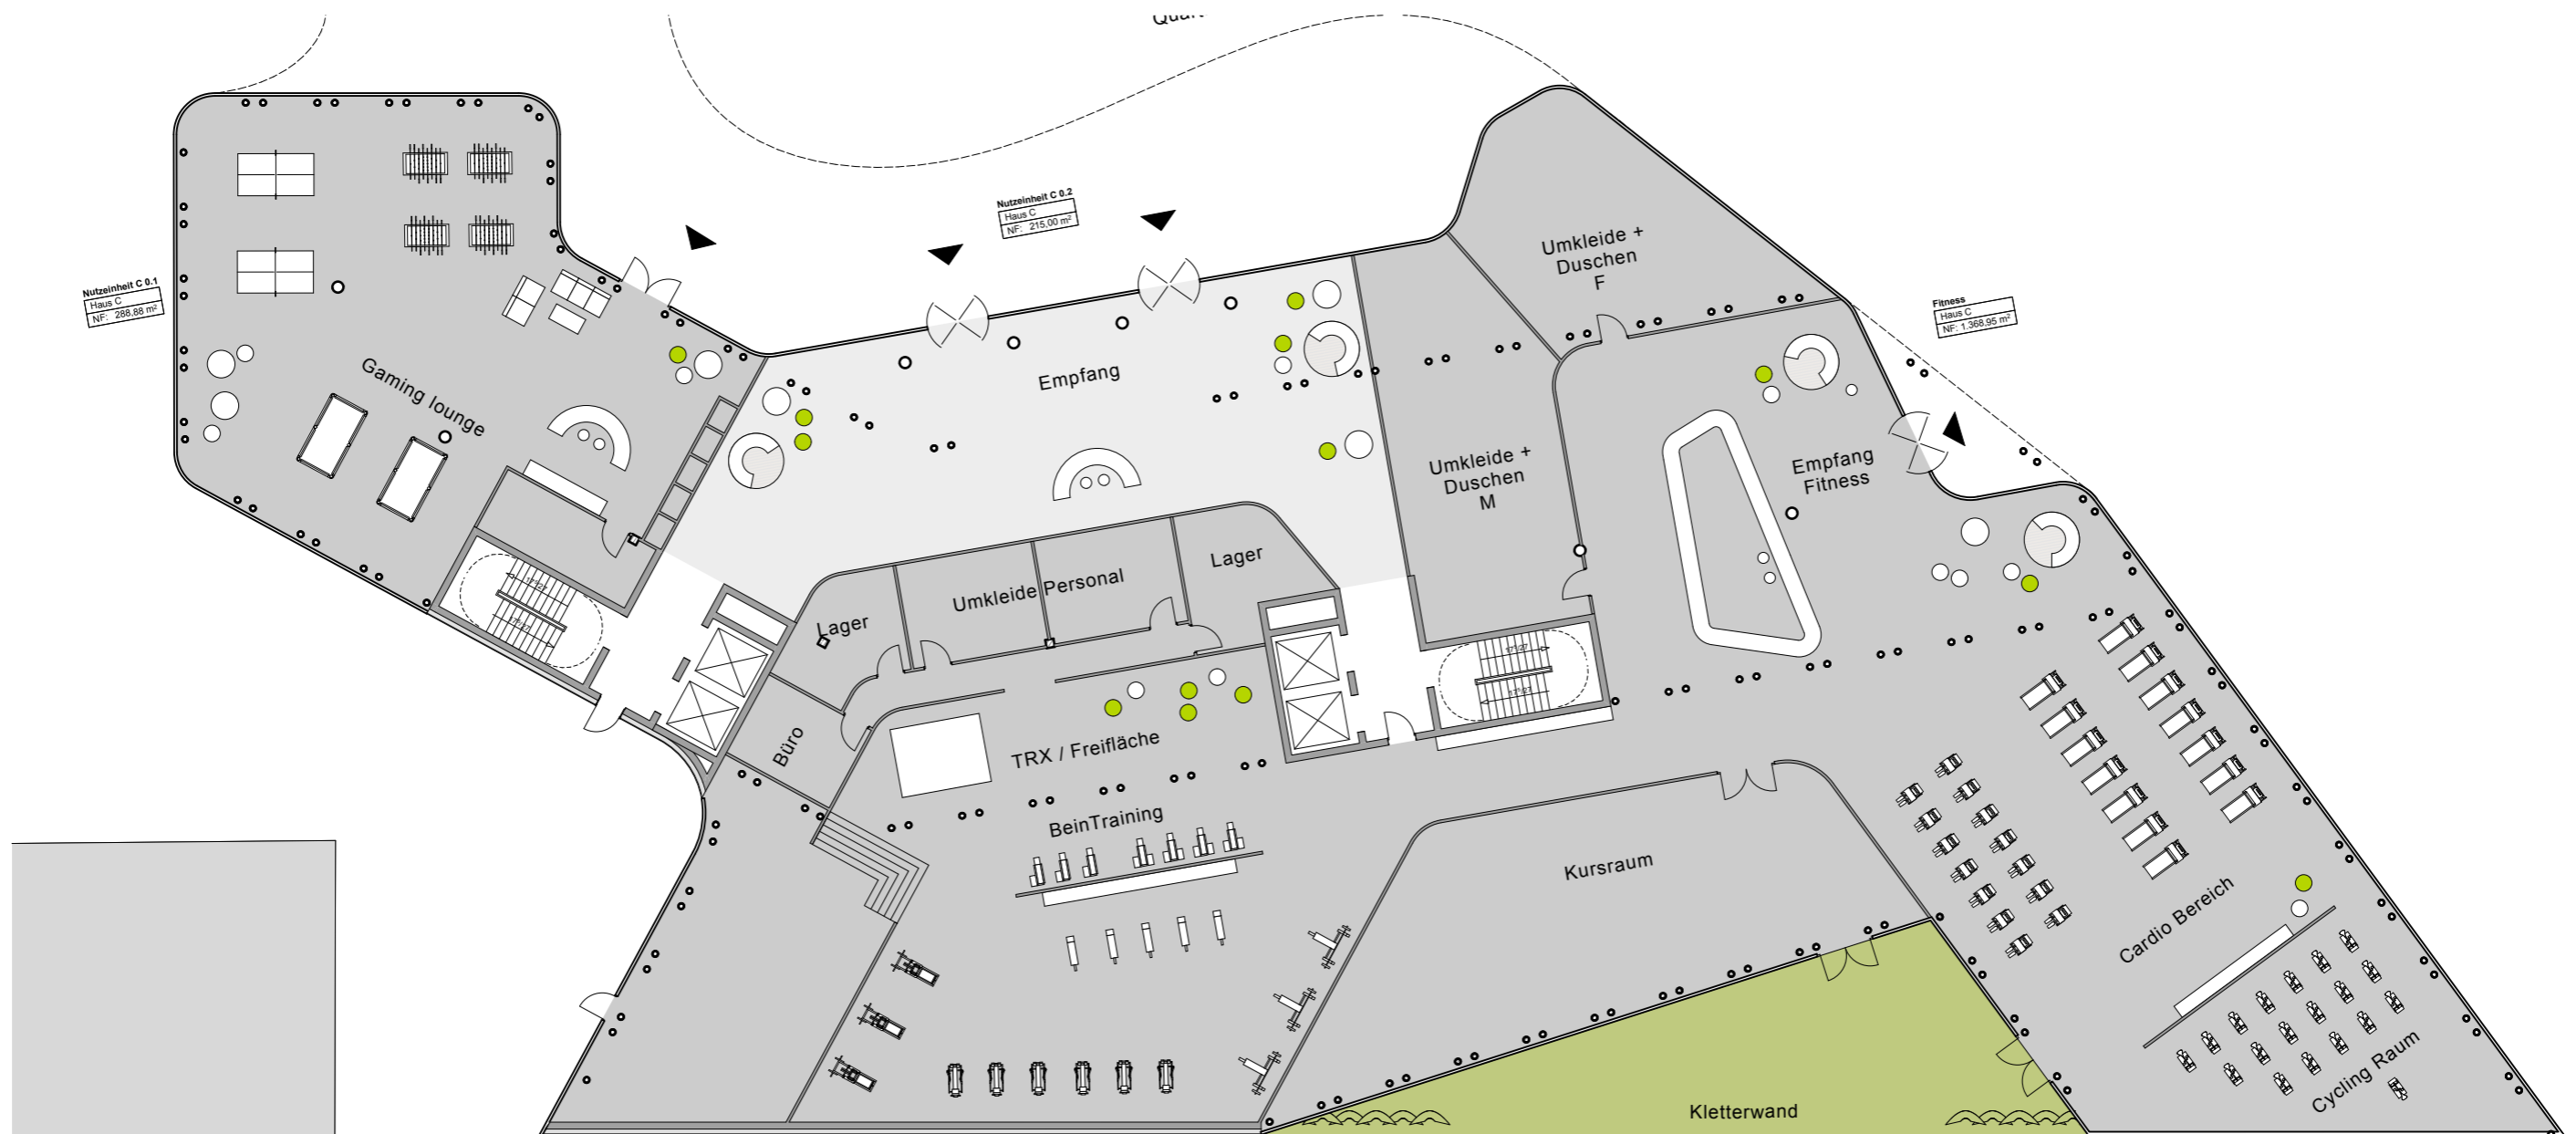 Nutzeinheit C 0.2
Haus C
NF: 215,00 m²
Nutzeinheit C 0.1
Haus C
NF: 288,88 m²
Fitness
Haus C
NF: 1.368,95 m²
Gaming lounge
Empfang
Umkleide +
Duschen
F
Umkleide +
Duschen
M
Empfang
Fitness
Lager
Umkleide Personal
Lager
Büro
TRX / Freifläche
BeinTraining
Kursraum
Cardio Bereich
Cycling Raum
Kletterwand